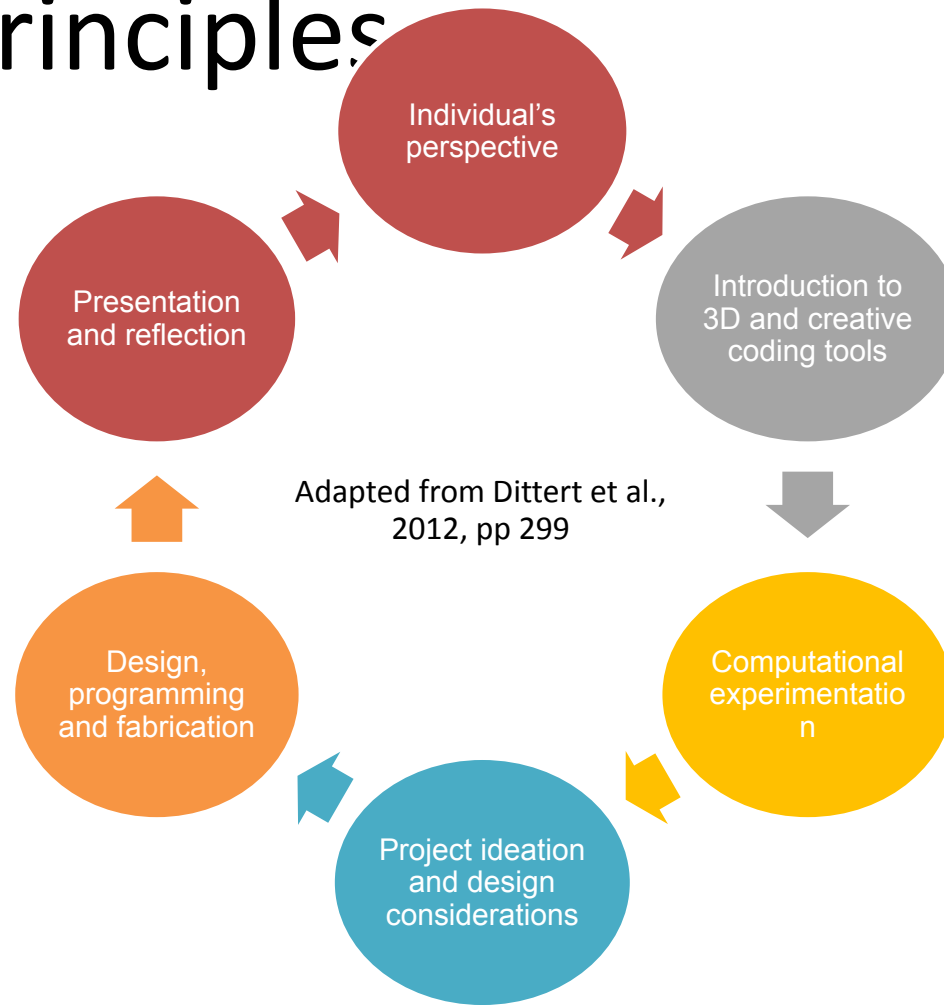 rinciples
Individual's
perspective
Introduction to
3D and creative
coding tools
Computational
experimentatio
n
Project ideation
and design
considerations
Design,
programming
and fabrication
Presentation
and reflection
Adapted from Dittert et al.,
2012, pp 299